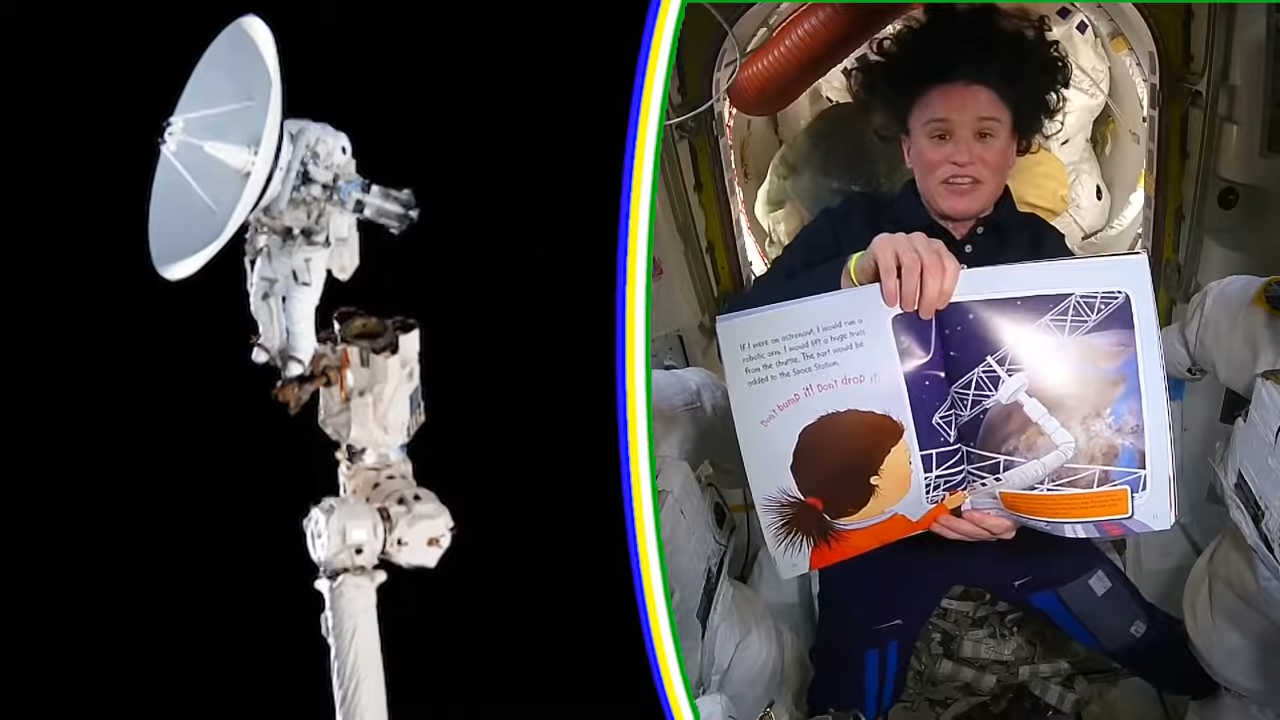 If I were an astronaut, I would run a
robotic arm. I would lift a huge truss
from the shuttle. The part would be
added to the Space Station.
Don't bump it! Don't drop it!